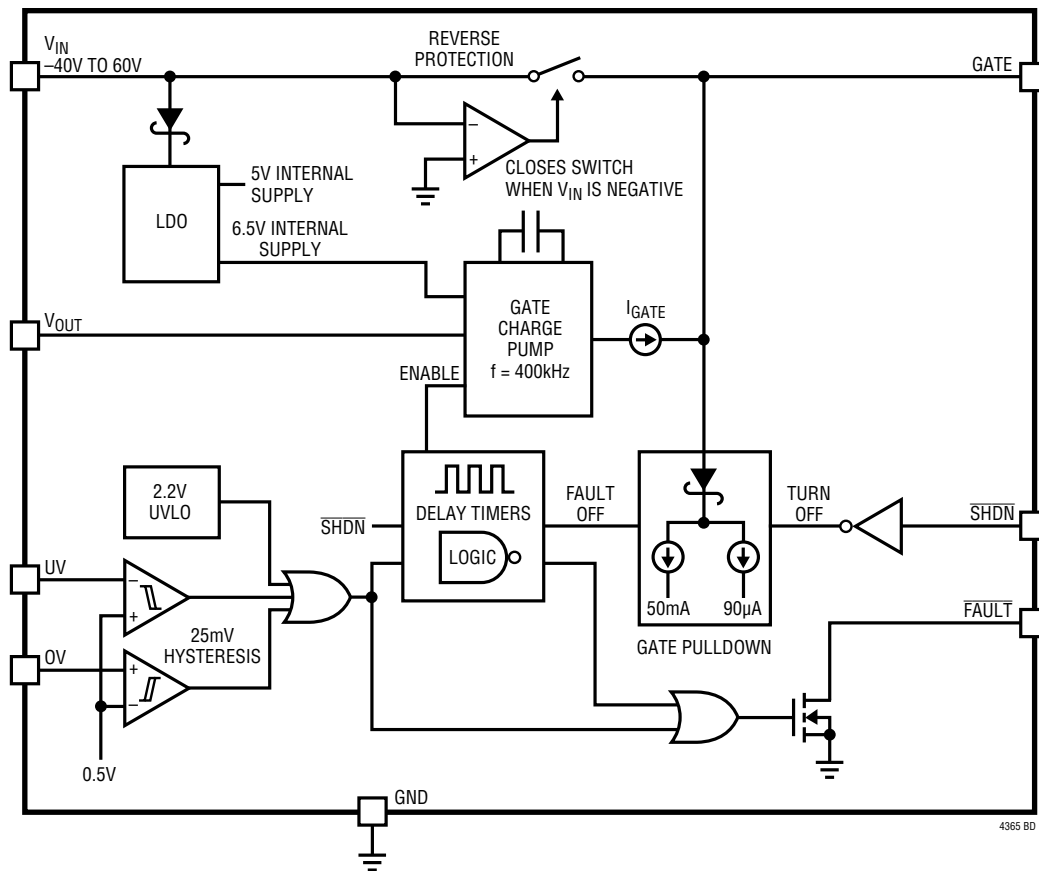 VIN
–40V TO 60V
REVERSE
PROTECTION
GATE
–
+
CLOSES SWITCH
WHEN VIN IS NEGATIVE
LDO
5V INTERNAL
SUPPLY
6.5V INTERNAL
SUPPLY
VOUT
GATE
CHARGE
PUMP
f = 400kHz
IGATE
ENABLE
2.2V
UVLO
SHDN
DELAY TIMERS
LOGIC
FAULT
OFF
TURN
OFF
SHDN
50mA
90µA
GATE PULLDOWN
FAULT
UV
–
+
25mV
HYSTERESIS
OV
+
–
0.5V
GND
4365 BD